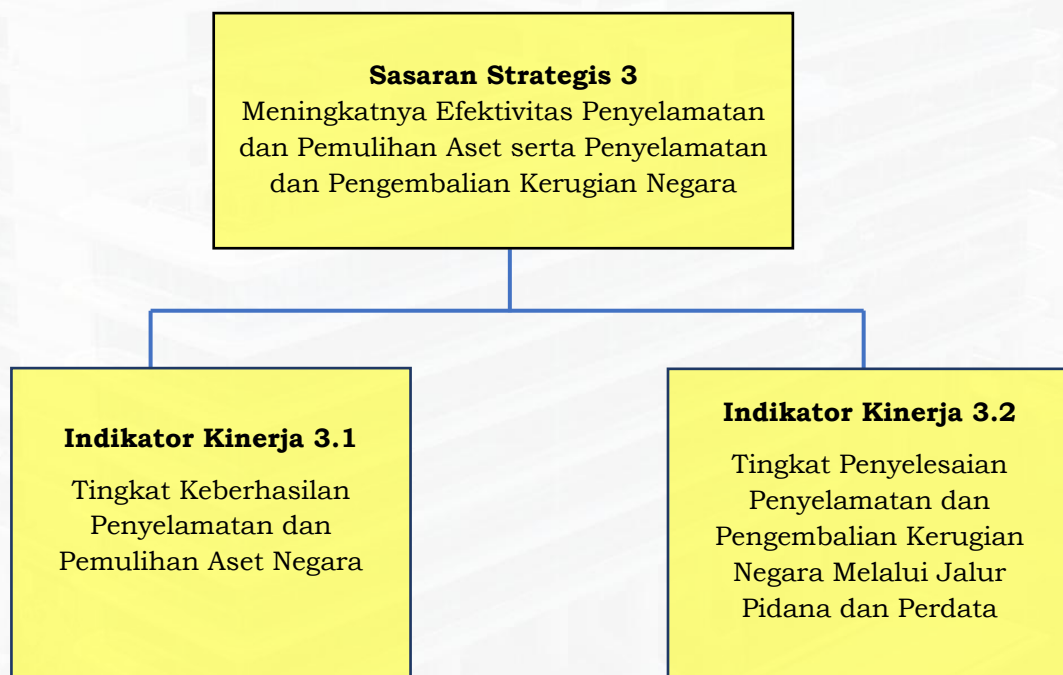 Sasaran Strategis 3
Meningkatnya Efektivitas Penyelamatan
dan Pemulihan Aset serta Penyelamatan
dan Pengembalian Kerugian Negara
Indikator Kinerja 3.1
Tingkat Keberhasilan
Penyelamatan dan
Pemulihan Aset Negara
Indikator Kinerja 3.2
Tingkat Penyelesaian
Penyelamatan dan
Pengembalian Kerugian
Negara Melalui Jalur
Pidana dan Perdata